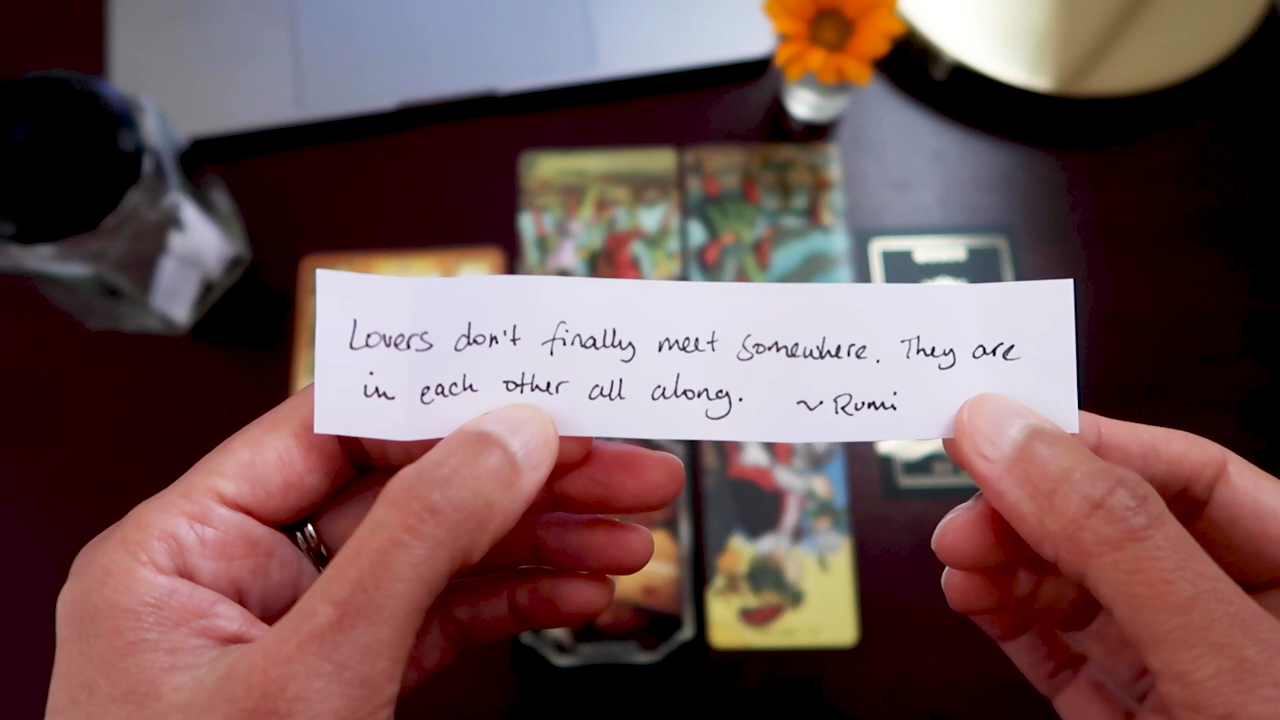 Lovers don't finally meet somewhere. They are
in each other all along. ~ Rumi